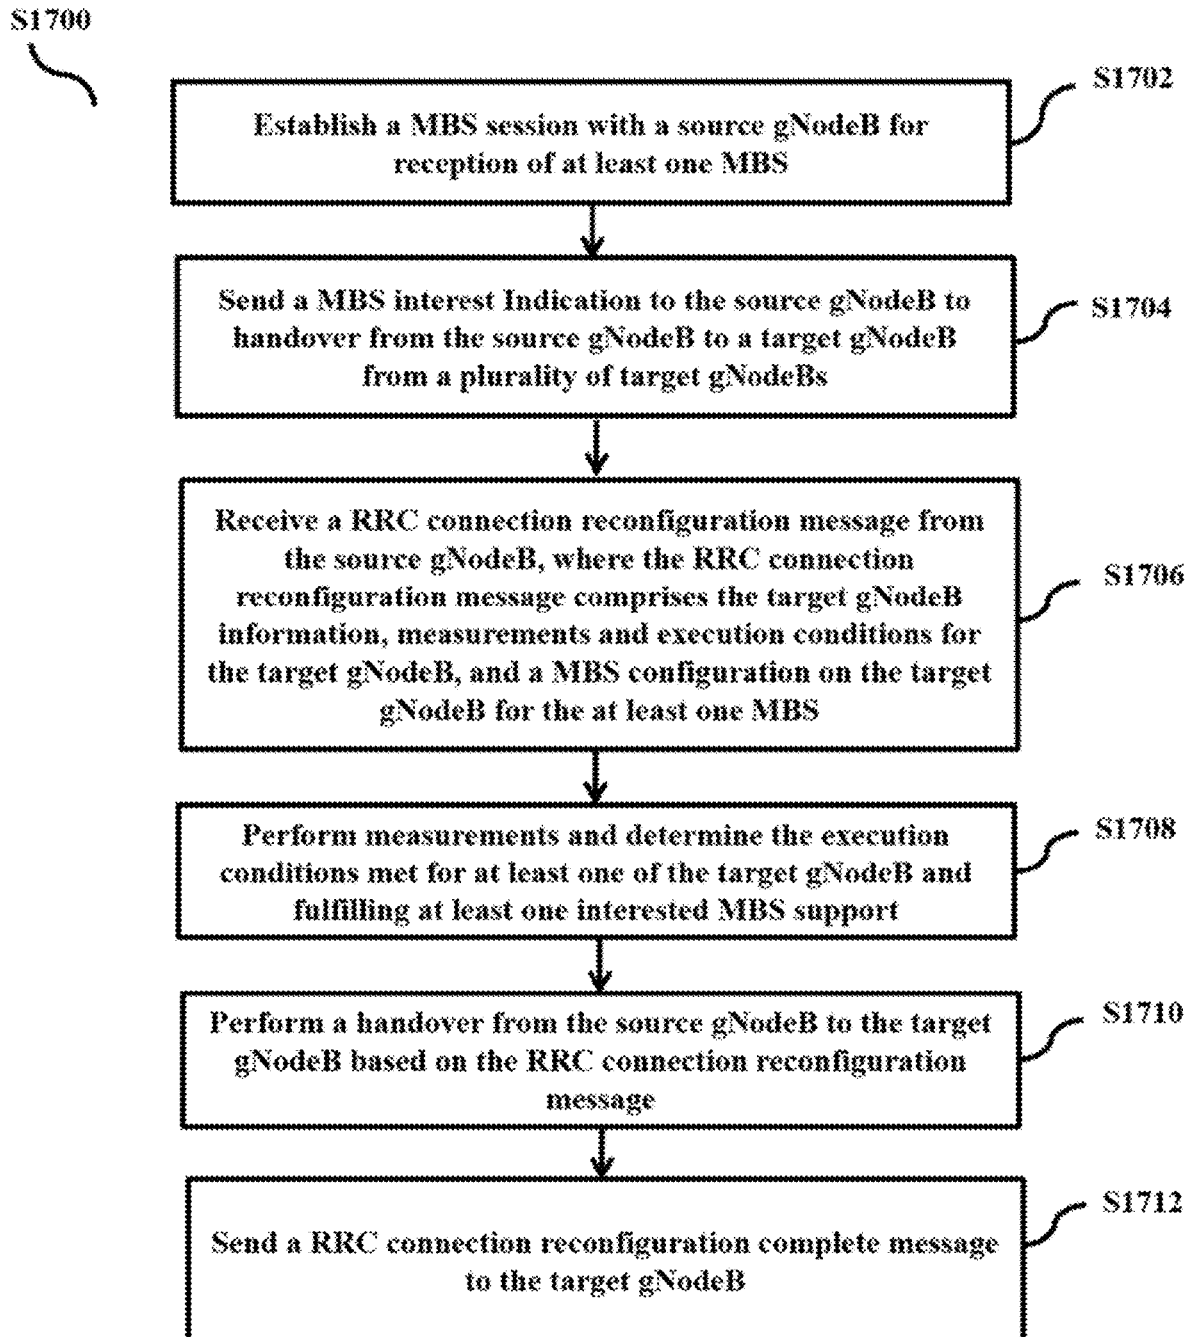 S1700
S1702
Establish a MBS session with a source gNodeB for
reception of at least one MBS
S1704
Send a MBS interest Indication to the source gNodeB to
handover from the source gNodeB to a target gNodeB
from a plurality of target gNodeBs
S1706
Receive a RRC connection reconfiguration message from
the source gNodeB, where the RRC connection
reconfiguration message comprises the target gNodeB
information, measurements and execution conditions for
the target gNodeB, and a MBS configuration on the target
gNodeB for the at least one MBS
S1708
Perform measurements and determine the execution
conditions met for at least one of the target gNodeB and
fulfilling at least one interested MBS support
S1710
Perform a handover from the source gNodeB to the target
gNodeB based on the RRC connection reconfiguration
message
S1712
Send a RRC connection reconfiguration complete message
to the target gNodeB